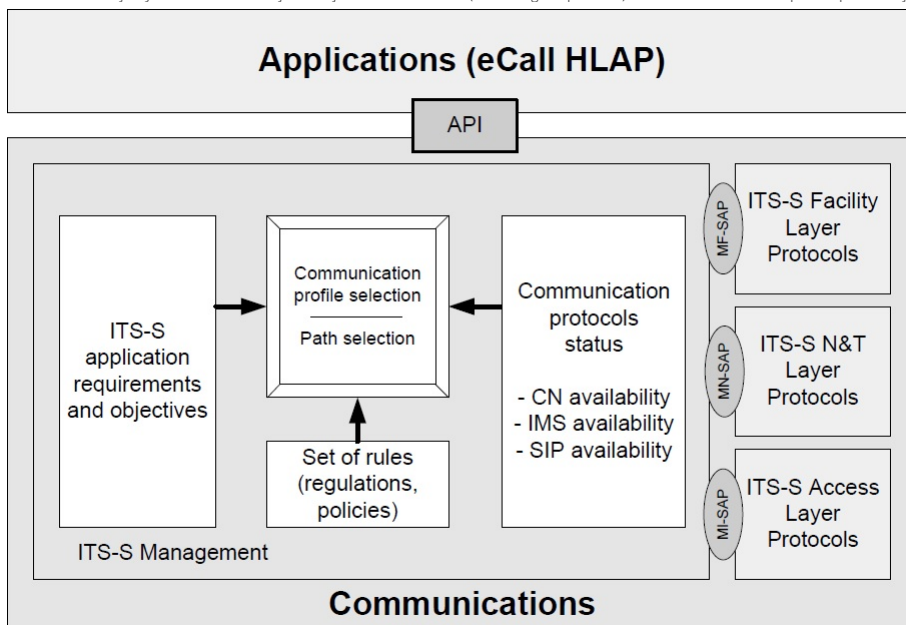 Applications (eCall HLAP)
API
ITS-S
application
requirements
and objectives
Communication
profile selection
Path selection
Set of rules
(regulations,
policies)
Communication
protocols
status
- CN availability
- IMS availability
- SIP availability
ITS-S Management
MF-SAP
ITS-S Facility
Layer
Protocols
MN-SAP
ITS-S N&T
Layer
Protocols
MI-SAP
ITS-S Access
Layer
Protocols
Communications